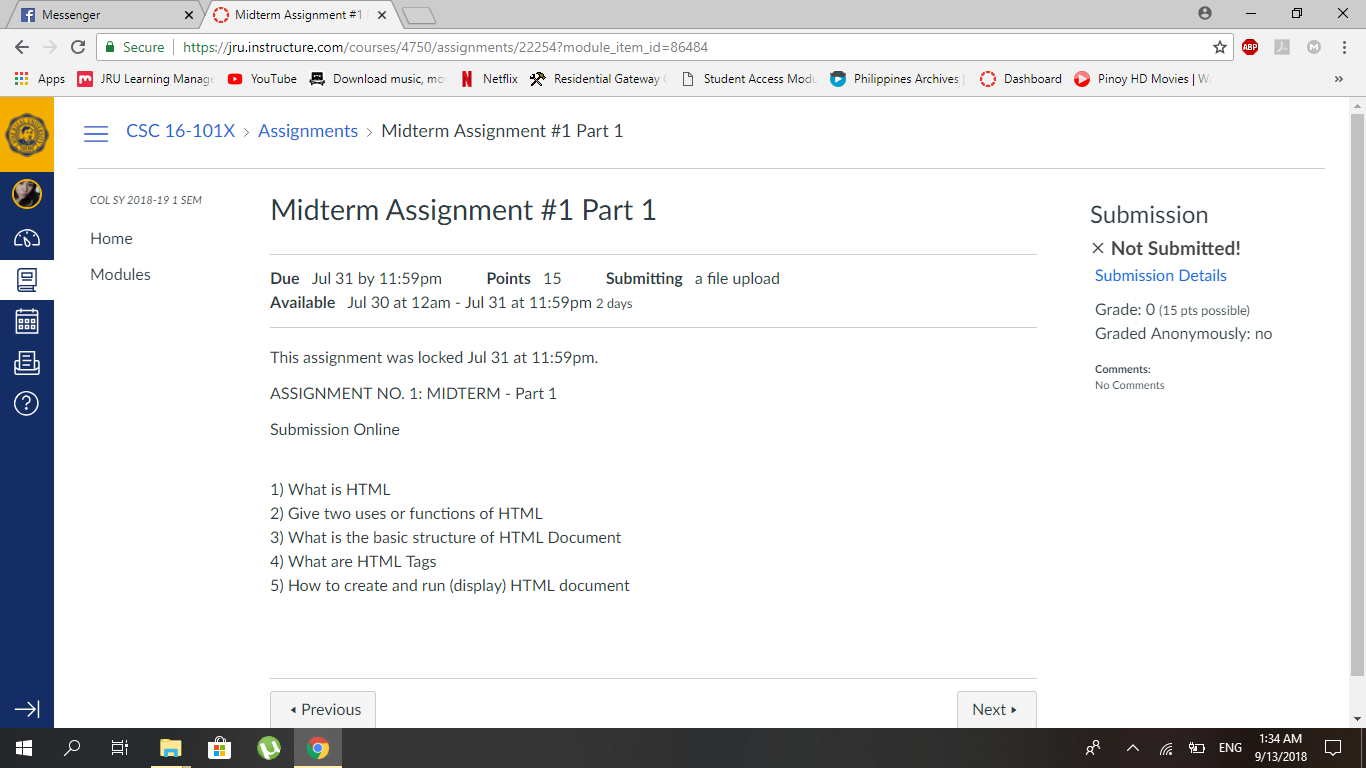 Messenger
Midterm Assignment #1
Secure
https://jru.instructure.com/courses/4750/assignments/22254?module_item_id=86484
ABP
Apps
JRU Learning Manage
YouTube
Download music, mo
Netflix
Residential Gateway
Student Access Modu
Philippines Archives |
Dashboard
Pinoy HD Movies | W
»
CSC 16-101X › Assignments › Midterm Assignment #1 Part 1
COL SY 2018-19 1 SEM
Home
Modules
Midterm Assignment #1 Part 1
Due Jul 31 by 11:59pm Points 15 Submitting a file upload
Available Jul 30 at 12am - Jul 31 at 11:59pm 2 days
This assignment was locked Jul 31 at 11:59pm.
ASSIGNMENT NO. 1: MIDTERM - Part 1
Submission Online
1) What is HTML
2) Give two uses or functions of HTML
3) What is the basic structure of HTML Document
4) What are HTML Tags
5) How to create and run (display) HTML document
Previous
Next
Submission
Not Submitted!
Submission Details
Grade: 0 (15 pts possible)
Graded Anonymously: no
Comments:
No Comments
ENG
1:34 AM
9/13/2018